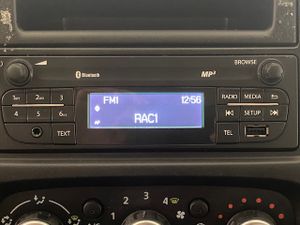 BROWSE
Bluetooth
MP3
1 2 3
RADIO MEDIA
FM1 12:56
4 5 6
SETUP
RAC1
TEXT
TEL
1 2 3 4
0